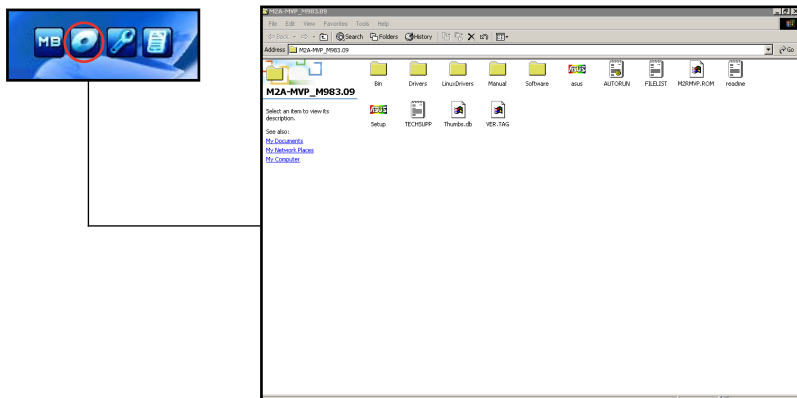 MB
M2A-MVP_M983.09
File Edit View Favorites Tools Help
Back Search Folders History
Address M2A-MVP_M983.09 Go
M2A-MVP_M983.09
Select an item to view its
description.
See also:
My Documents
My Network Places
My Computer
Bin Drivers LinuxDrivers Manual Software asus AUTORUN FILELIST M2RMVP.ROM readme
Setup TECHSUPP Thumbs.db VER.TAG